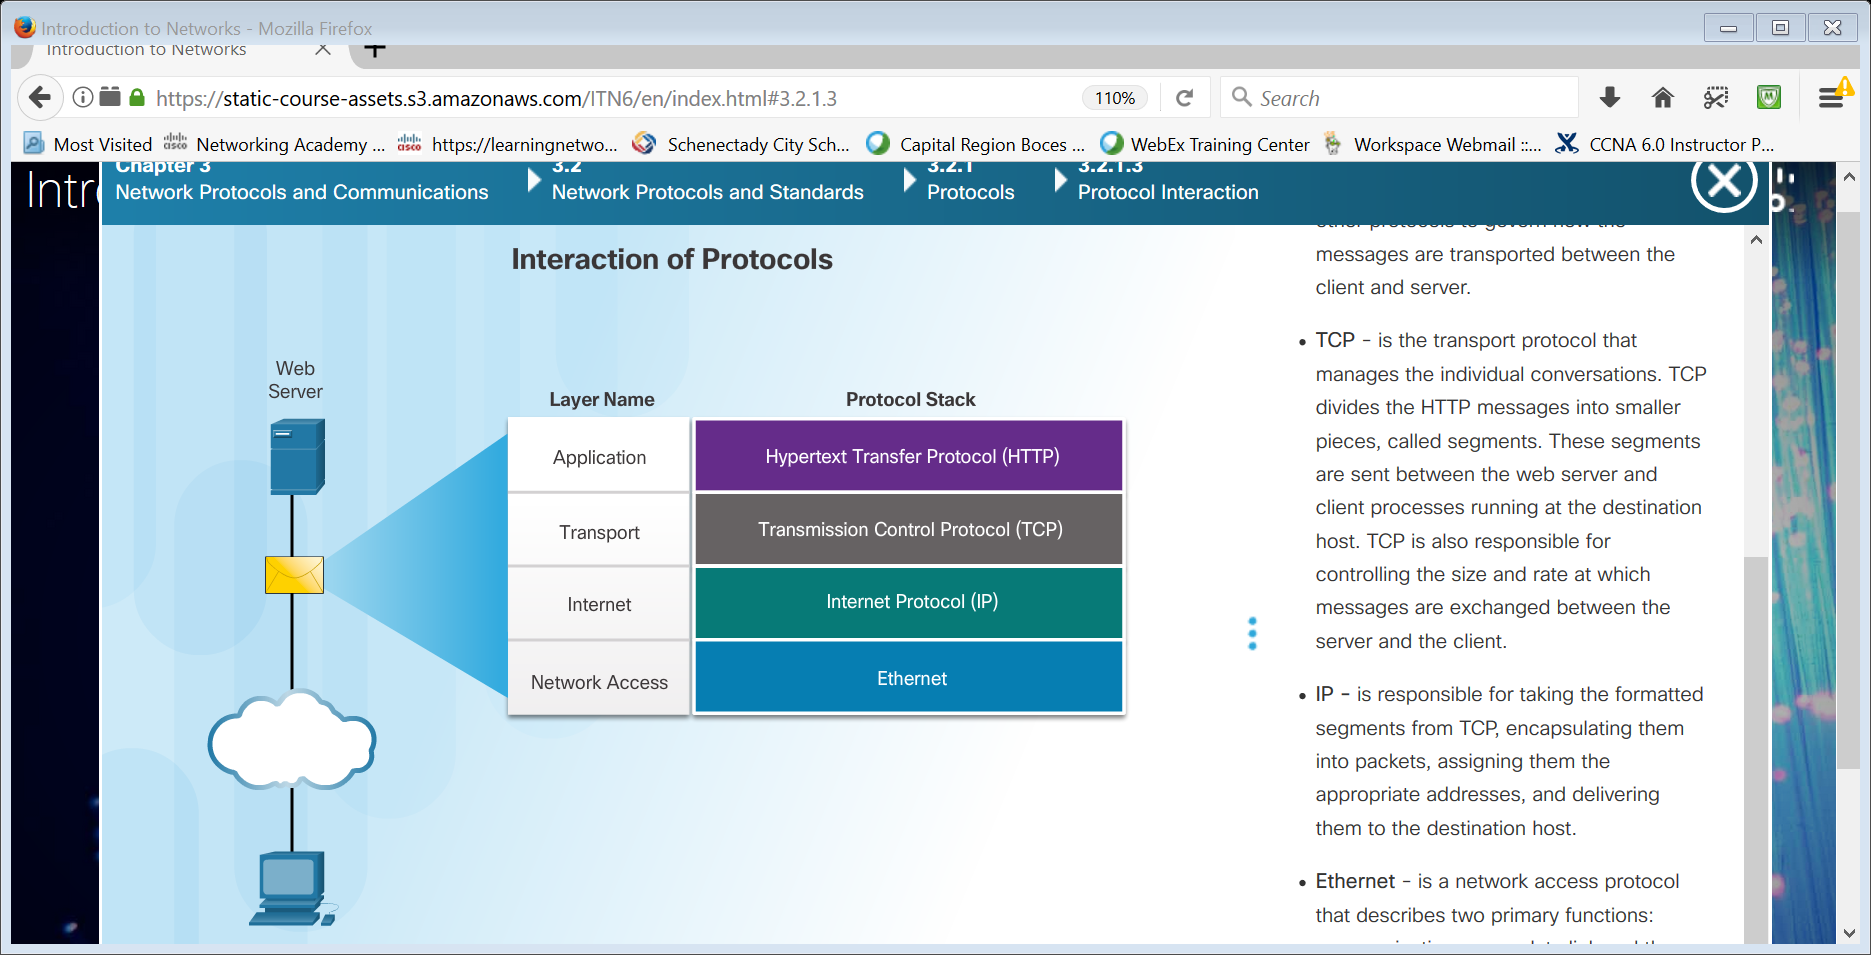 Introduction to Networks - Mozilla Firefox
Introduction to Networks
https://static-course-assets.s3.amazonaws.com/ITN6/en/index.html#3.2.1.3
110%
Search
Most Visited
Networking Academy ...
https://learningnetwo...
Schenectady City Sch...
Capital Region Boces ...
WebEx Training Center
Workspace Webmail ::...
CCNA 6.0 Instructor P...
Intr
Chapter 3
Network Protocols and Communications
3.2
Network Protocols and Standards
3.2.1
Protocols
3.2.1.3
Protocol Interaction
Interaction of Protocols
Web
Server
Layer Name
Protocol Stack
Application
Hypertext Transfer Protocol (HTTP)
Transport
Transmission Control Protocol (TCP)
Internet
Internet Protocol (IP)
Network Access
Ethernet
other protocols to govern how the
messages are transported between the
client and server.
• TCP - is the transport protocol that
manages the individual conversations. TCP
divides the HTTP messages into smaller
pieces, called segments. These segments
are sent between the web server and
client processes running at the destination
host. TCP is also responsible for
controlling the size and rate at which
messages are exchanged between the
server and the client.
• IP - is responsible for taking the formatted
segments from TCP, encapsulating them
into packets, assigning them the
appropriate addresses, and delivering
them to the destination host.
• Ethernet - is a network access protocol
that describes two primary functions: